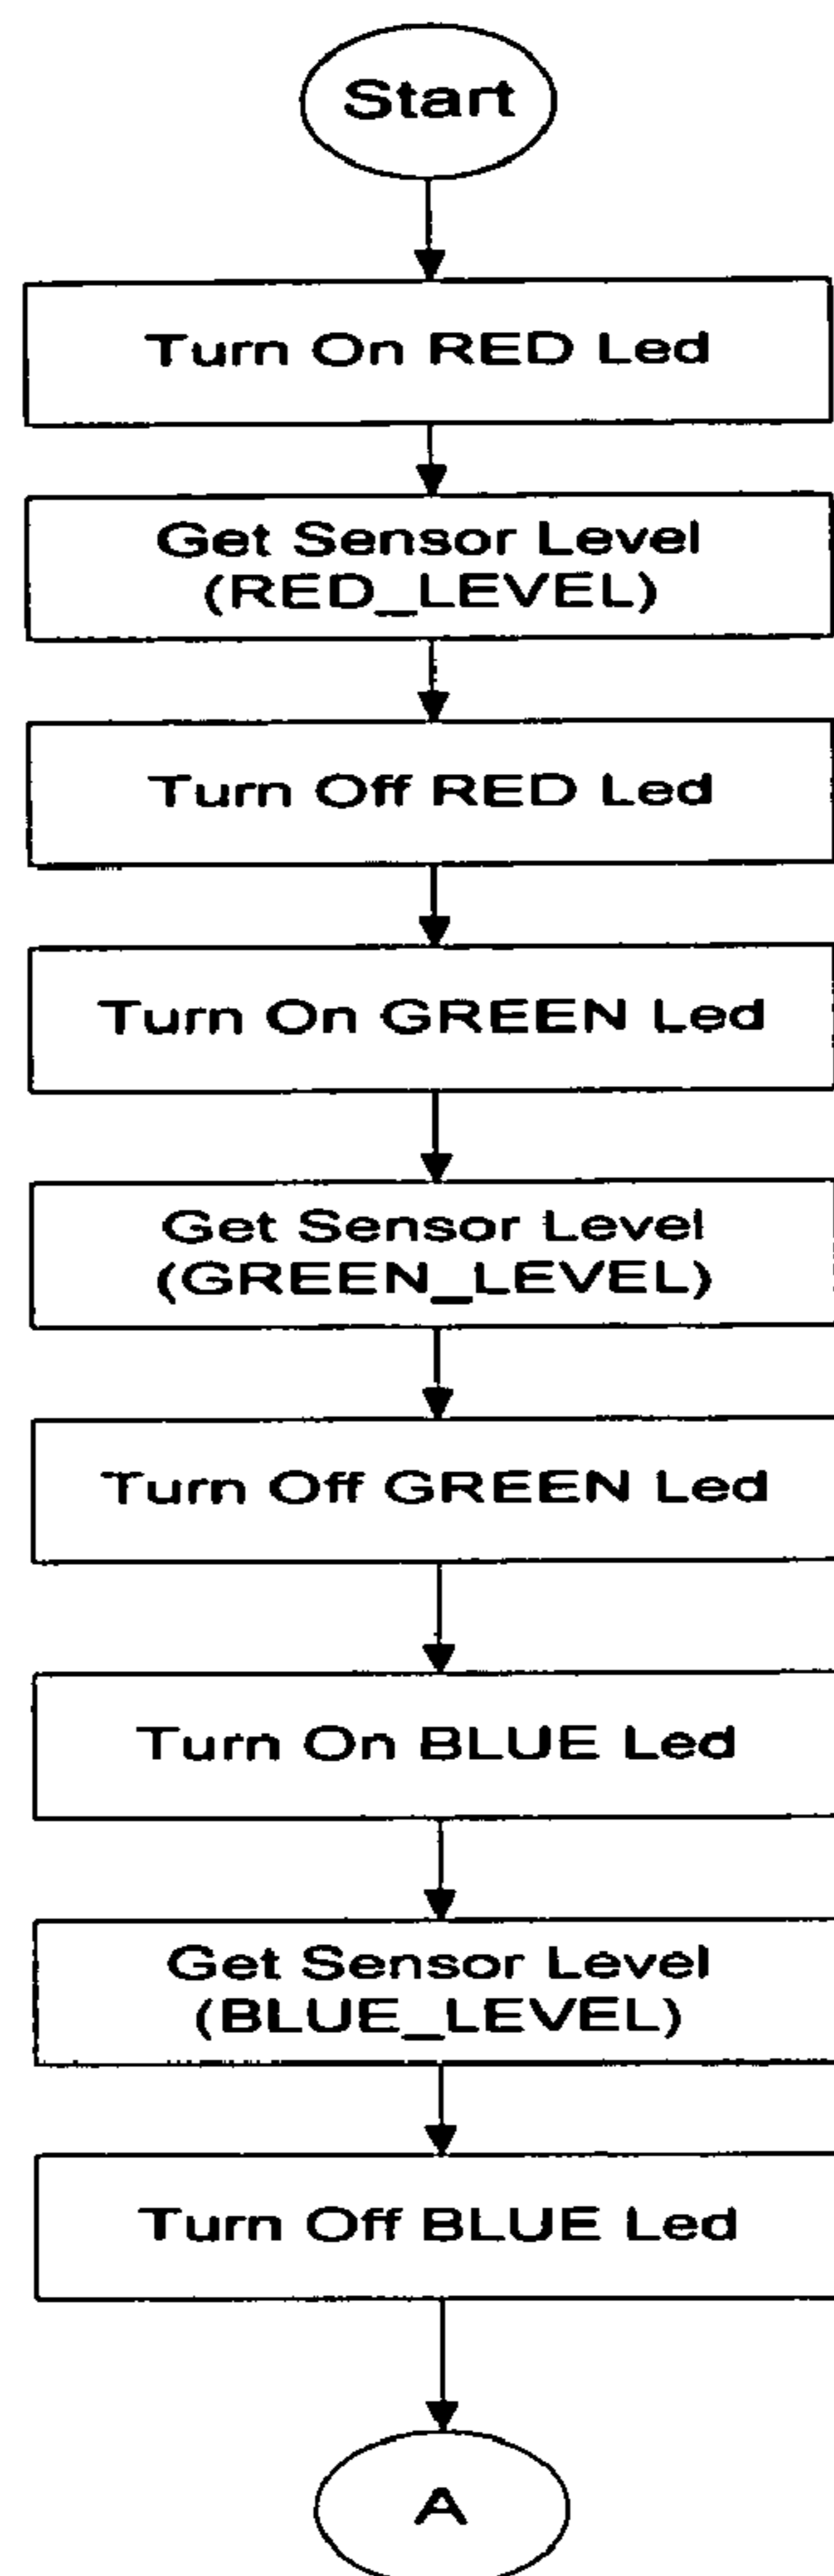 Start
Turn On RED Led
Get Sensor Level
(RED_LEVEL)
Turn Off RED Led
Turn On GREEN Led
Get Sensor Level
(GREEN_LEVEL)
Turn Off GREEN Led
Turn On BLUE Led
Get Sensor Level
(BLUE_LEVEL)
Turn Off BLUE Led
A